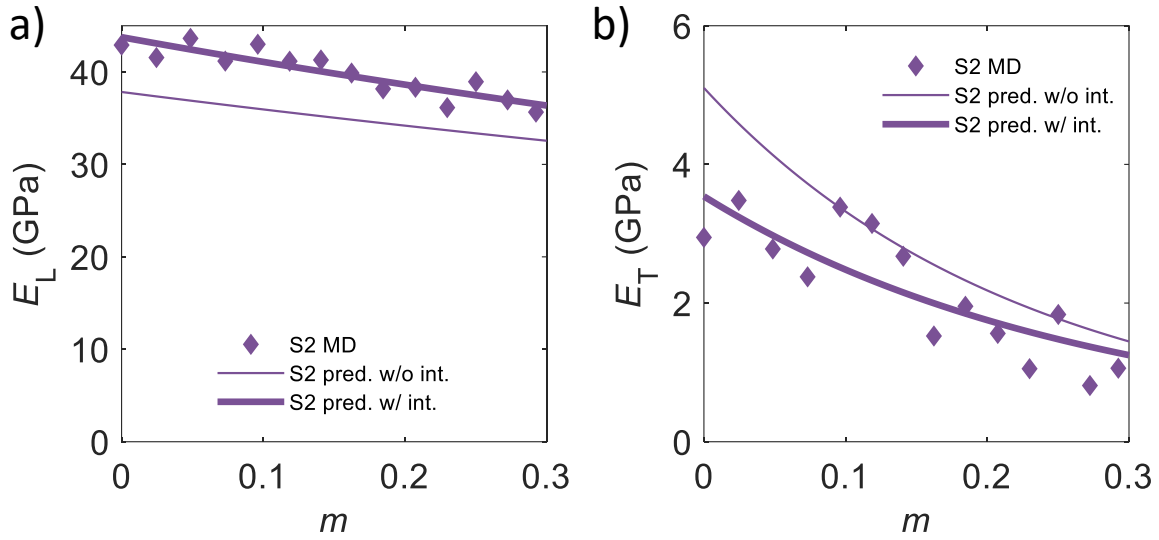 a)
40
30
20
10
0
E_L (GPa)
S2 MD
S2 pred. w/o int.
S2 pred. w/ int.
0 0.1 0.2 0.3
m
b)
6
4
2
0
E_T (GPa)
S2 MD
S2 pred. w/o int.
S2 pred. w/ int.
0 0.1 0.2 0.3
m